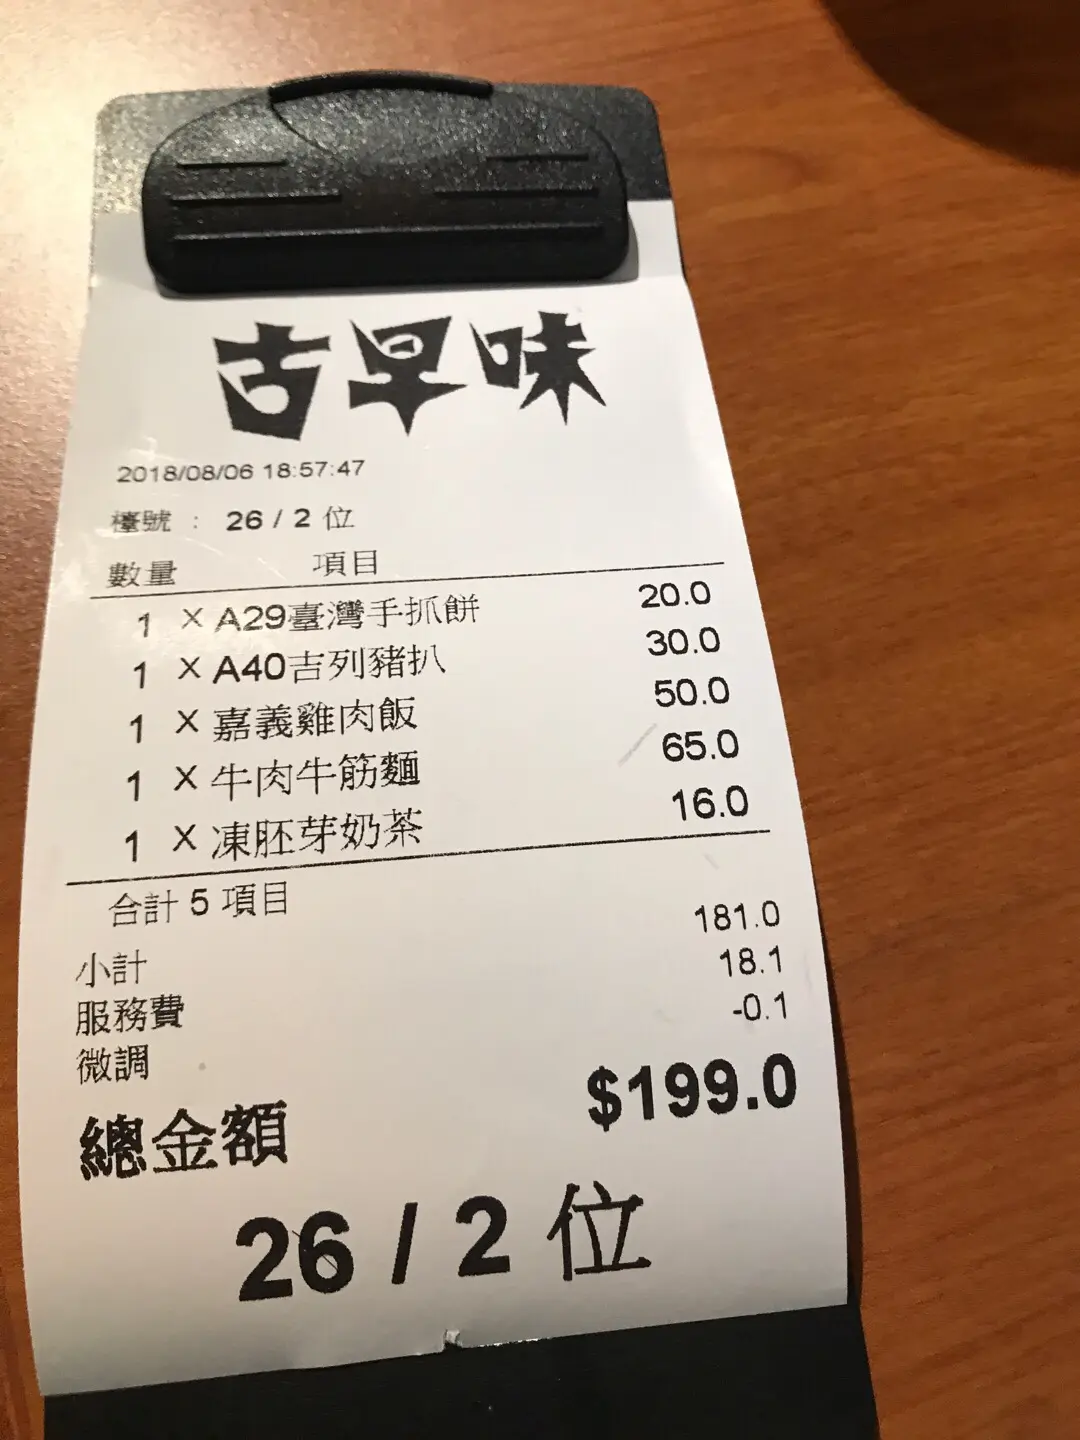 古早味
2018/08/06 18:57:47
檯號 : 26 / 2 位
數量 項目
1 X A29臺灣手抓餅 20.0
1 X A40吉列豬扒 30.0
1 X 嘉義雞肉飯 50.0
1 X 牛肉牛筋麵 65.0
1 X 凍胚芽奶茶 16.0
合計 5 項目
小計 181.0
服務費 18.1
微調 -0.1
總金額 $199.0
26 / 2 位